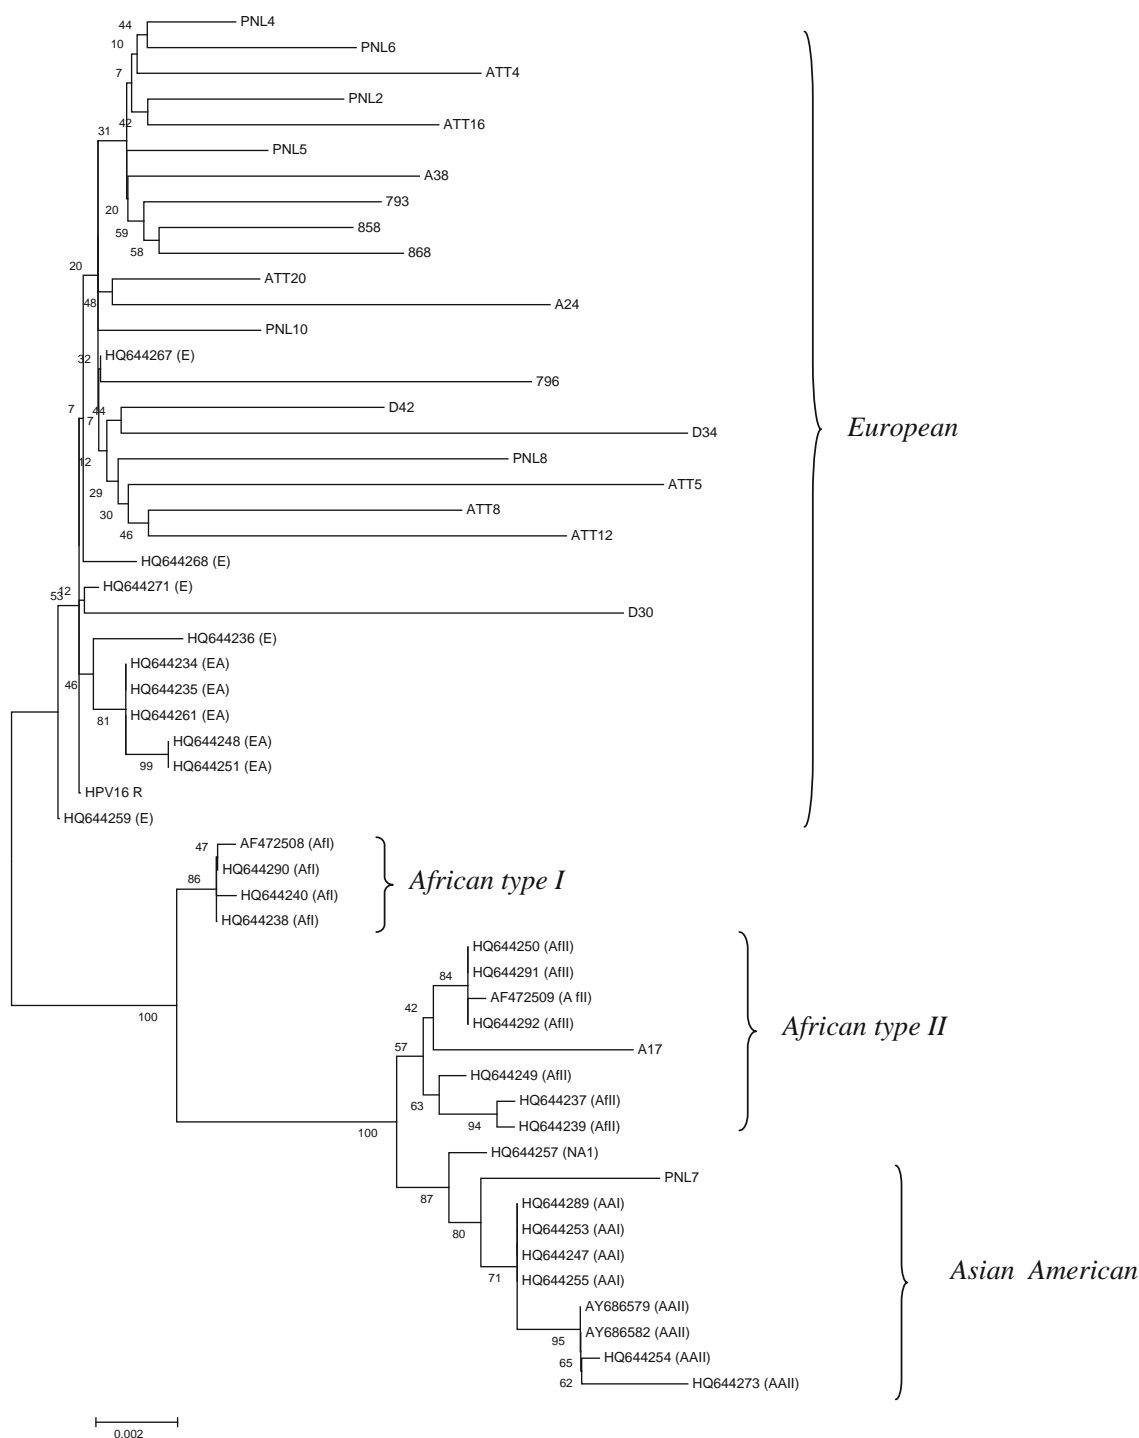 PNL4
44
10
PNL6
7
ATT4
PNL2
42
ATT16
31
PNL5
A38
793
20
858
59
58
868
20
ATT20
48
A24
PNL10
32
HQ644267 (E)
796
7
7
44
D42
European
D34
12
PNL8
29
ATT5
30
ATT8
46
ATT12
HQ644268 (E)
53
12
HQ644271 (E)
D30
HQ644236 (E)
HQ644234 (EA)
46
HQ644235 (EA)
81
HQ644261 (EA)
HQ644248 (EA)
99
HQ644251 (EA)
HPV16 R
HQ644259 (E)
47
AF472508 (AfI)
HQ644290 (AfI)
86
African type I
HQ644240 (AfI)
HQ644238 (AfI)
HQ644250 (AfII)
84
HQ644291 (AfII)
AF472509 (A fII)
42
100
HQ644292 (AfII)
African type II
57
A17
HQ644249 (AfII)
63
HQ644237 (AfII)
94
HQ644239 (AfII)
100
HQ644257 (NA1)
PNL7
87
HQ644289 (AAI)
80
HQ644253 (AAI)
HQ644247 (AAI)
71
HQ644255 (AAI)
Asian American
AY686579 (AAII)
95
AY686582 (AAII)
65
HQ644254 (AAII)
62
HQ644273 (AAII)
0.002